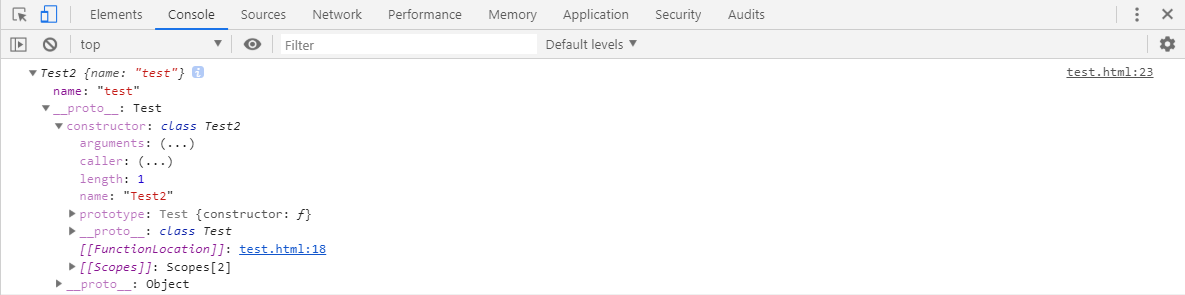 Elements Console Sources Network Performance Memory Application Security Audits
top Filter Default levels
Test2 {name: "test"} i test.html:23
name: "test"
__proto__: Test
constructor: class Test2
arguments: (...)
caller: (...)
length: 1
name: "Test2"
prototype: Test {constructor: ƒ}
__proto__: class Test
[[FunctionLocation]]: test.html:18
[[Scopes]]: Scopes[2]
__proto__: Object